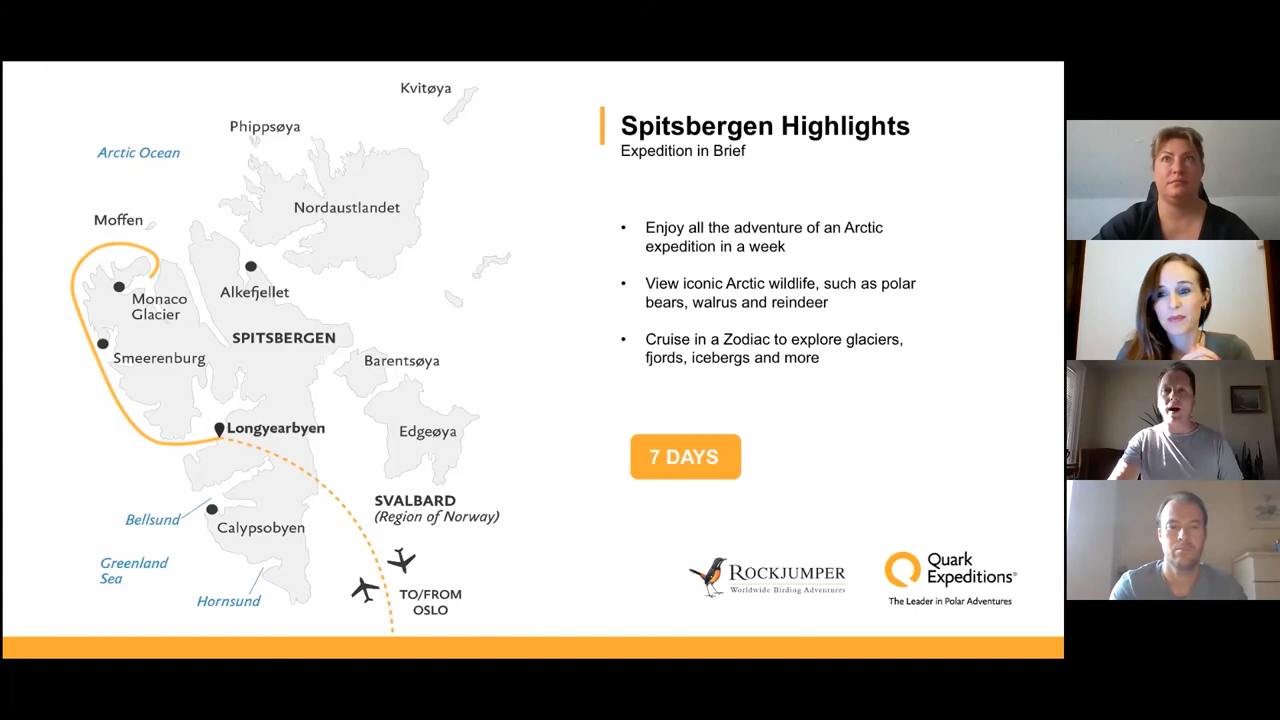 Kvitøya
Phippsøya
Arctic Ocean
Nordaustlandet
Moffen
Alkefjellet
Monaco
Glacier
SPITSBERGEN
Smeerenburg
Barentsøya
Longyearbyen
Edgeøya
SVALBARD
(Region of Norway)
Bellsund
Calypsobyen
Greenland
Sea
Hornsund
TO/FROM
OSLO
Spitsbergen Highlights
Expedition in Brief
• Enjoy all the adventure of an Arctic
expedition in a week
• View iconic Arctic wildlife, such as polar
bears, walrus and reindeer
• Cruise in a Zodiac to explore glaciers,
fjords, icebergs and more
7 DAYS
ROCKJUMPER
Worldwide Birding Adventures
Quark
Expeditions®
The Leader in Polar Adventures